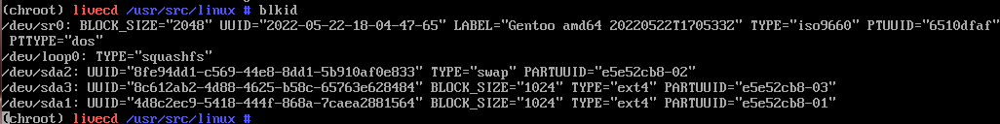 (chroot) livecd /usr/src/linux # blkid
/dev/sr0: BLOCK_SIZE="2048" UUID="2022-05-22-18-04-47-65" LABEL="Gentoo amd64 20220522T170533Z" TYPE="iso9660" PTUUID="6510dfaf"
 PTTYPE="dos"
/dev/loop0: TYPE="squashfs"
/dev/sda2: UUID="8fe94dd1-c569-44e8-8dd1-5b910af0e833" TYPE="swap" PARTUUID="e5e52cb8-02"
/dev/sda3: UUID="8c612ab2-4d88-4625-b58c-65763e628484" BLOCK_SIZE="1024" TYPE="ext4" PARTUUID="e5e52cb8-03"
/dev/sda1: UUID="4d8c2ec9-5418-444f-868a-7caea2881564" BLOCK_SIZE="1024" TYPE="ext4" PARTUUID="e5e52cb8-01"
(chroot) livecd /usr/src/linux #